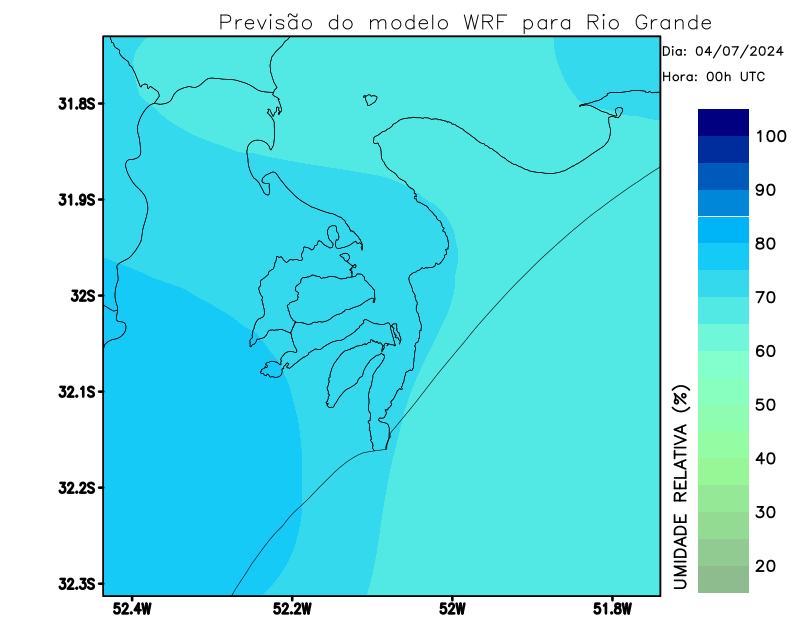 Previsão do modelo WRF para Rio Grande
Dia: 04/07/2024
Hora: 00h UTC
31.8S
31.9S
32S
32.1S
32.2S
32.3S
52.4W
52.2W
52W
51.8W
100
90
80
70
60
50
40
30
20
UMIDADE RELATIVA (%)